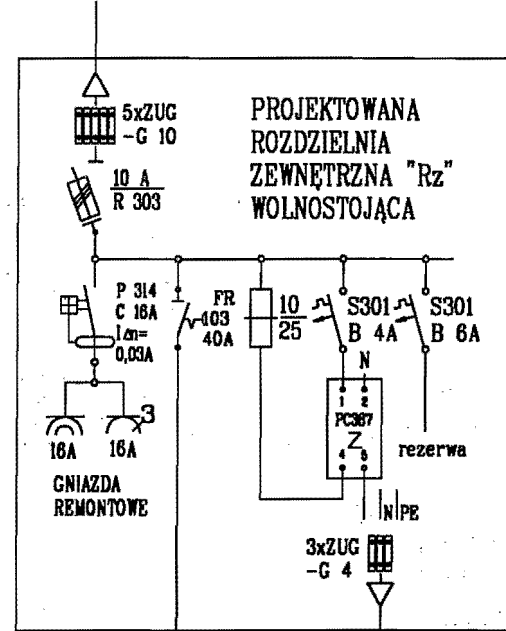 5xZUG
-G 10
PROJEKTOWANA
ROZDZIELNIA
ZEWNĘTRZNA "Rz"
WOLNOSTOJĄCA
10 A
R 303
P 314
C 16A
IΔn=
0,03A
FR
103
40A
10
25
S301
B 4A
S301
B 6A
N
1 2
PC367
Z
4 5
rezerwa
3
16A
16A
GNIAZDA
REMONTOWE
N PE
3xZUG
-G 4